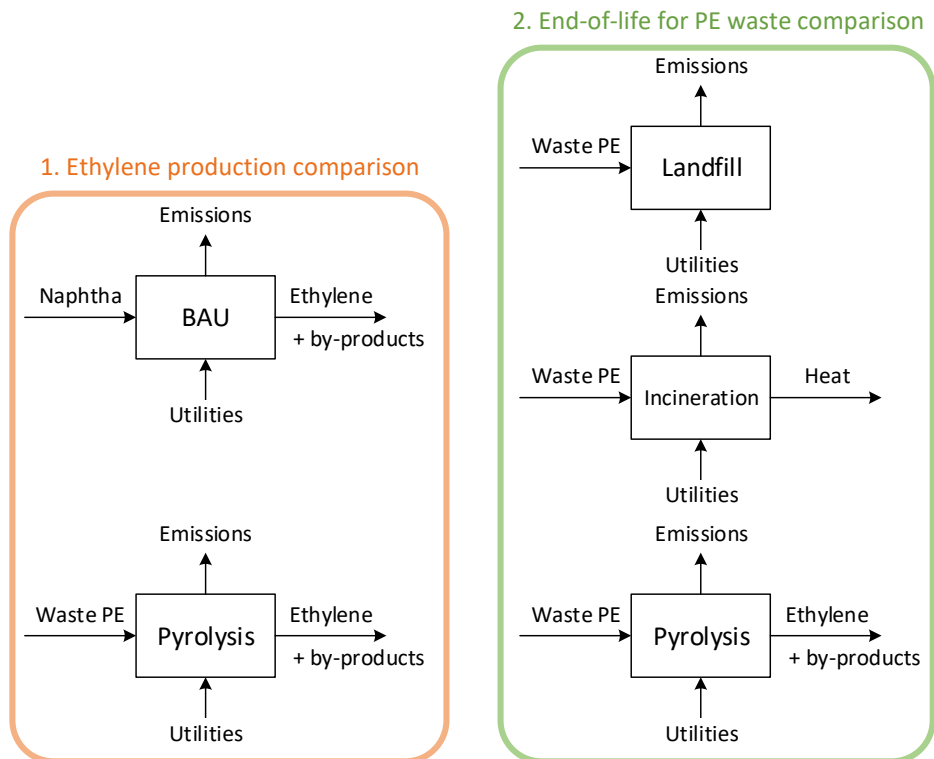 1. Ethylene production comparison
Emissions
Naphtha
BAU
Ethylene
+ by-products
Utilities
Emissions
Waste PE
Pyrolysis
Ethylene
+ by-products
Utilities
2. End-of-life for PE waste comparison
Emissions
Waste PE
Landfill
Utilities
Emissions
Waste PE
Incineration
Heat
Utilities
Emissions
Waste PE
Pyrolysis
Ethylene
+ by-products
Utilities